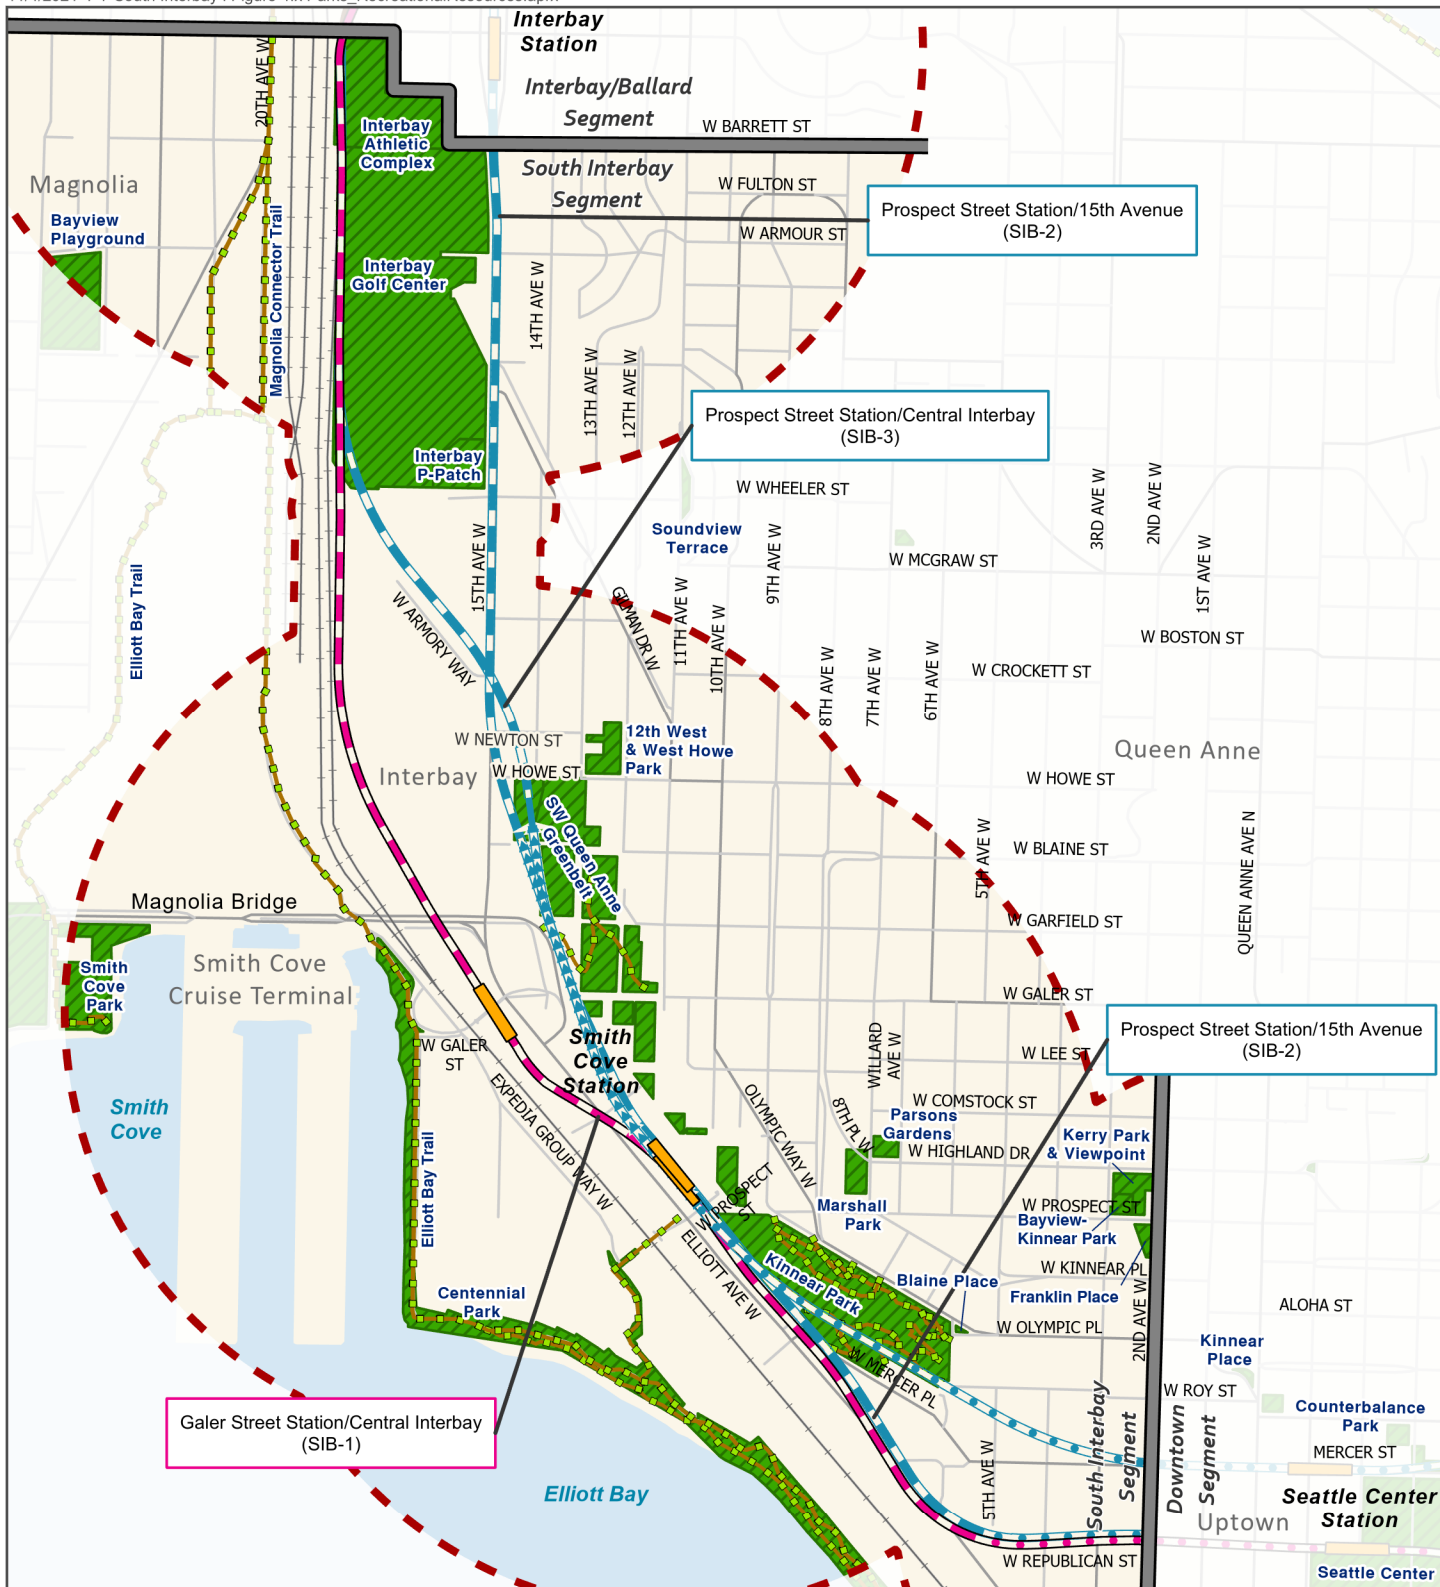 Interbay
Station
Interbay/Ballard
Segment
W BARRETT ST
20TH AVE W
Interbay
Athletic
Complex
South Interbay
Segment
W FULTON ST
Magnolia
Bayview
Playground
Magnolia Connector Trail
Prospect Street Station/15th Avenue
(SIB-2)
W ARMOUR ST
Interbay
Golf Center
14TH AVE W
13TH AVE W
12TH AVE W
Prospect Street Station/Central Interbay
(SIB-3)
Interbay
P-Patch
W WHEELER ST
3RD AVE W
2ND AVE W
Soundview
Terrace
15TH AVE W
9TH AVE W
W MCGRAW ST
1ST AVE W
Elliott Bay Trail
W ARMORY WAY
GILMAN DR W
11TH AVE W
10TH AVE W
W BOSTON ST
8TH AVE W
7TH AVE W
6TH AVE W
W CROCKETT ST
12th West
& West Howe
Park
W NEWTON ST
Queen Anne
Interbay
W HOWE ST
W HOWE ST
SW Queen Anne
Greenbelt
5TH AVE W
W BLAINE ST
QUEEN ANNE AVE N
Magnolia Bridge
W GARFIELD ST
Smith
Cove
Park
Smith Cove
Cruise Terminal
W GALER ST
Prospect Street Station/15th Avenue
(SIB-2)
W GALER
ST
Smith
Cove
Station
WILLARD
AVE W
W LEE ST
EXPEDIA GROUP WAY W
OLYMPIC WAY W
8TH PL W
W COMSTOCK ST
Smith
Cove
Parsons
Gardens
Kerry Park
& Viewpoint
W HIGHLAND DR
Elliott Bay Trail
W PROSPECT
ST
Marshall
Park
W PROSPECT ST
Bayview-
Kinnear Park
ELLIOTT AVE W
Kinnear Park
Blaine Place
W KINNEAR PL
Franklin Place
Centennial
Park
2ND AVE W
ALOHA ST
W OLYMPIC PL
Kinnear
Place
W MERCER PL
W ROY ST
Galer Street Station/Central Interbay
(SIB-1)
South Interbay
Segment
Downtown
Segment
Counterbalance
Park
5TH AVE W
MERCER ST
Elliott Bay
Seattle Center
Station
Uptown
W REPUBLICAN ST
Seattle Center